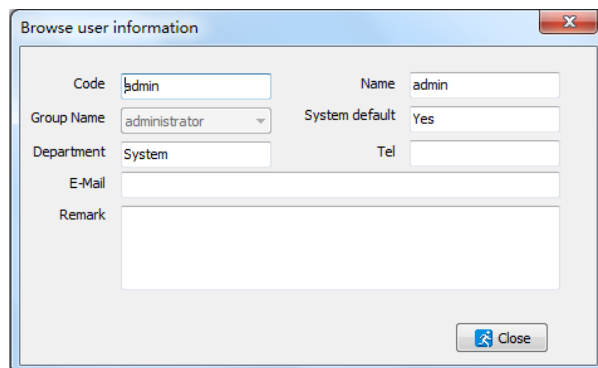 Browse user information
Code admin Name admin
Group Name administrator System default Yes
Department System Tel
E-Mail
Remark
Close